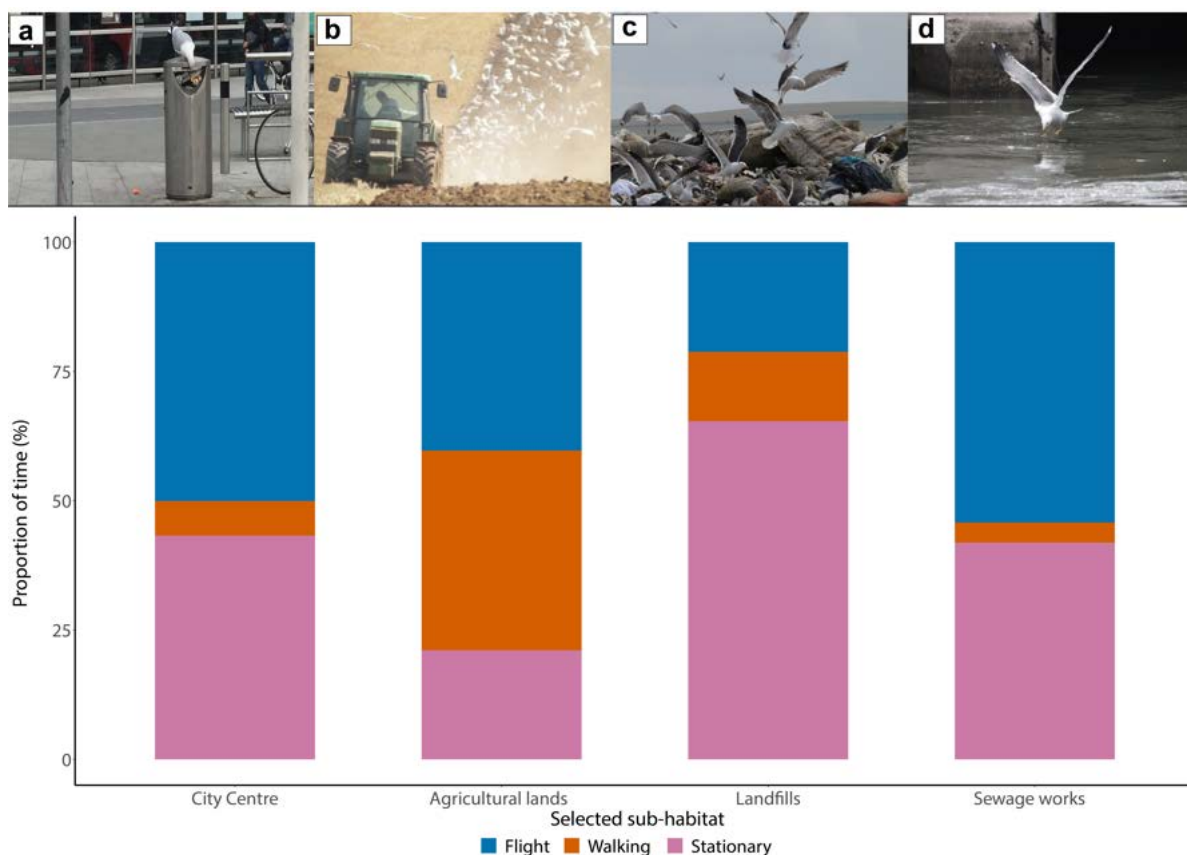 a
b
c
d
100
75
50
25
0
Proportion of time (%)
City Centre
Agricultural lands
Landfills
Sewage works
Selected sub-habitat
Flight
Walking
Stationary